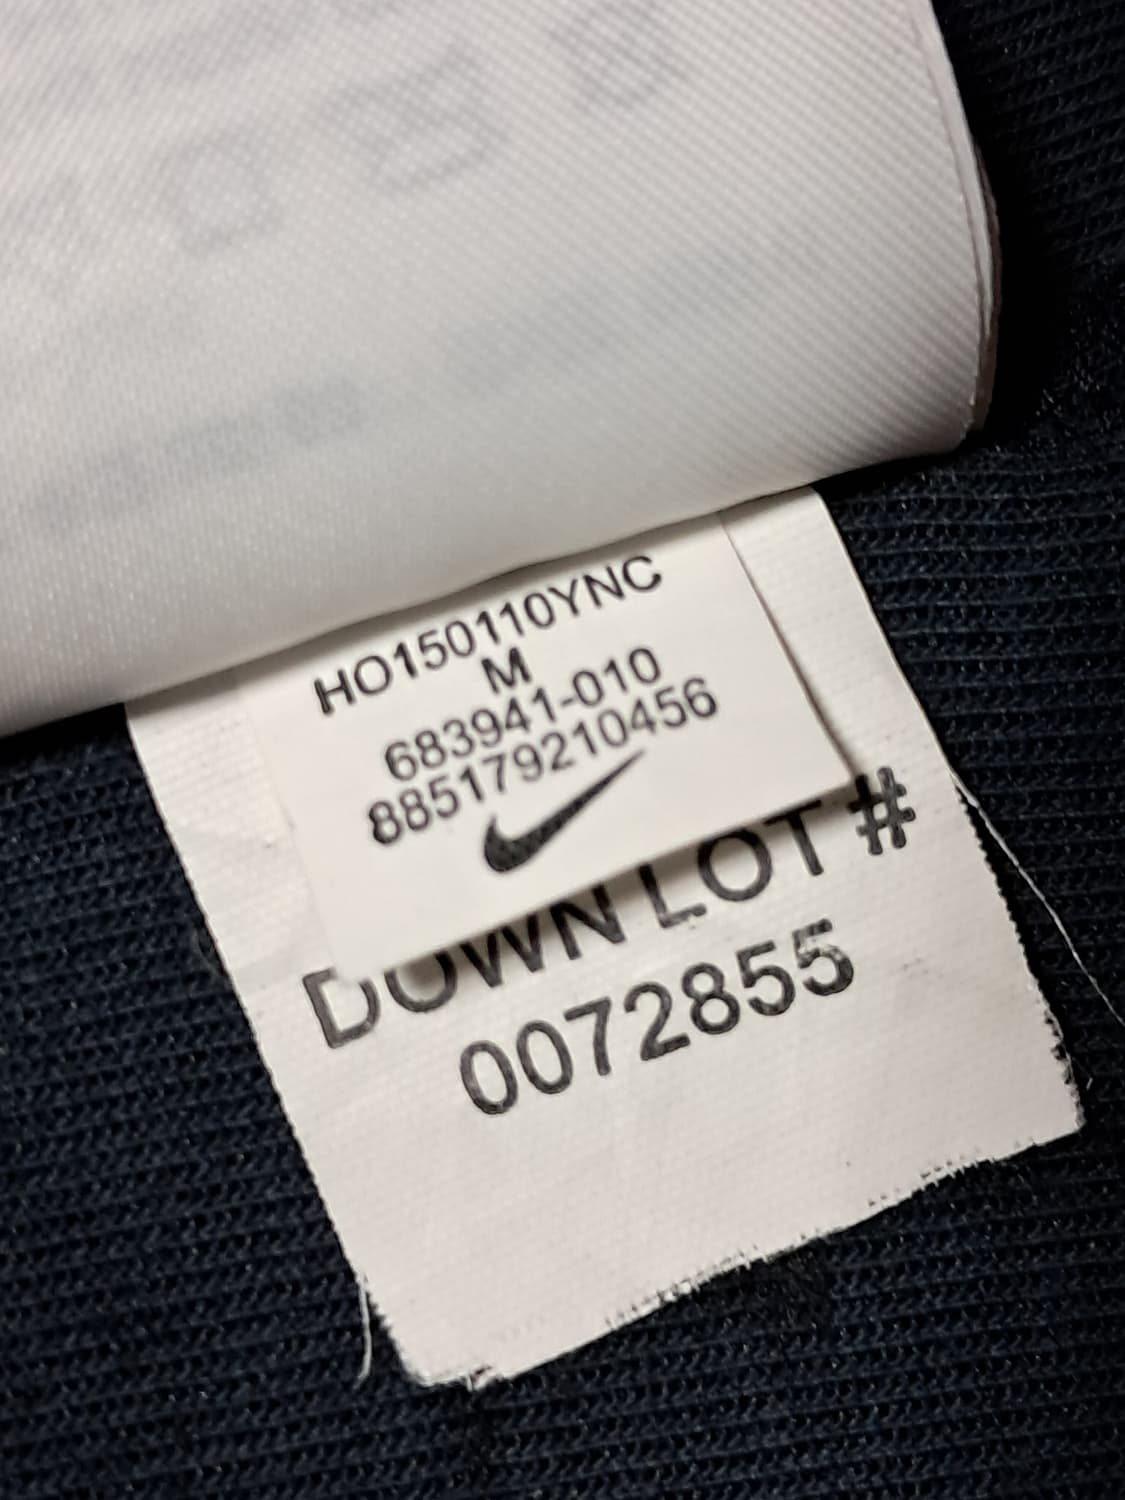 HO150110YNC
M
683941-010
885179210456
DOWN LOT #
0072855